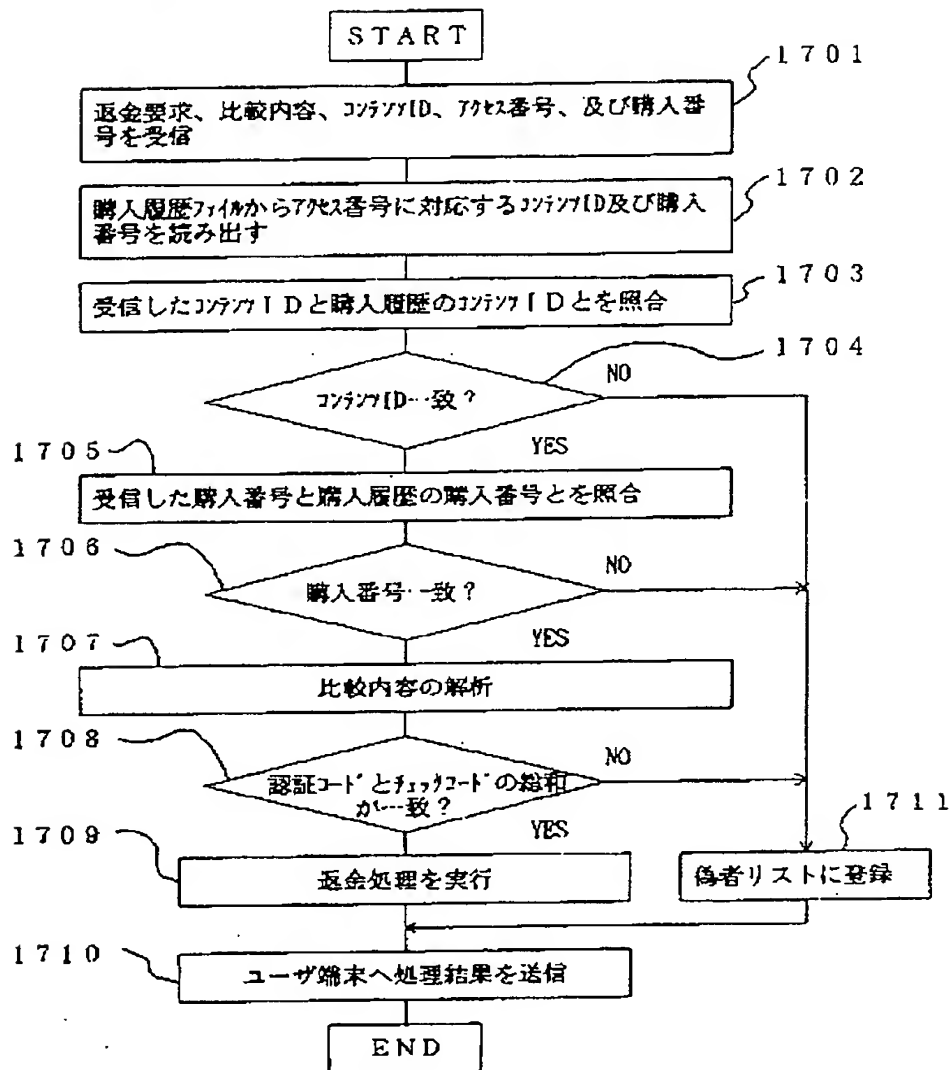 START
1701
返金要求、比較内容、コンテンツID、アクセス番号、及び購入番
号を受信
1702
購入履歴ファイルからアクセス番号に対応するコンテンツID及び購入
番号を読み出す
1703
受信したコンテンツIDと購入履歴のコンテンツIDとを照合
1704
NO
コンテンツID一致?
YES
1705
受信した購入番号と購入履歴の購入番号とを照合
1706
NO
購入番号一致?
YES
1707
比較内容の解析
1708
NO
認証コードとチェックコードの総和
が一致?
YES
1709
1711
返金処理を実行
偽者リストに登録
1710
ユーザ端末へ処理結果を送信
END